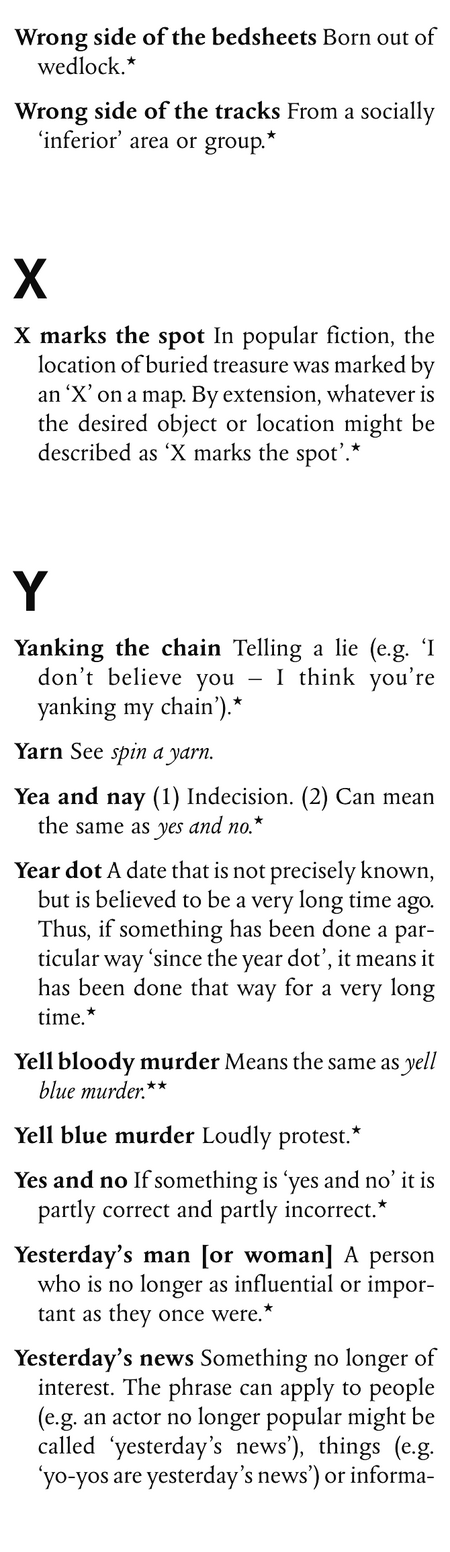 Wrong side of the bedsheets Born out of
wedlock.★
Wrong side of the tracks From a socially
‘inferior’ area or group.★
X
X marks the spot In popular fiction, the
location of buried treasure was marked by
an ‘X’ on a map. By extension, whatever is
the desired object or location might be
described as ‘X marks the spot’.★
Y
Yanking the chain Telling a lie (e.g. ‘I
don’t believe you – I think you’re
yanking my chain’).★
Yarn See spin a yarn.
Yea and nay (1) Indecision. (2) Can mean
the same as yes and no.★
Year dot A date that is not precisely known,
but is believed to be a very long time ago.
Thus, if something has been done a par-
ticular way ‘since the year dot’, it means it
has been done that way for a very long
time.★
Yell bloody murder Means the same as yell
blue murder.★★
Yell blue murder Loudly protest.★
Yes and no If something is ‘yes and no’ it is
partly correct and partly incorrect.★
Yesterday’s man [or woman] A person
who is no longer as influential or impor-
tant as they once were.★
Yesterday’s news Something no longer of
interest. The phrase can apply to people
(e.g. an actor no longer popular might be
called ‘yesterday’s news’), things (e.g.
‘yo-yos are yesterday’s news’) or informa-